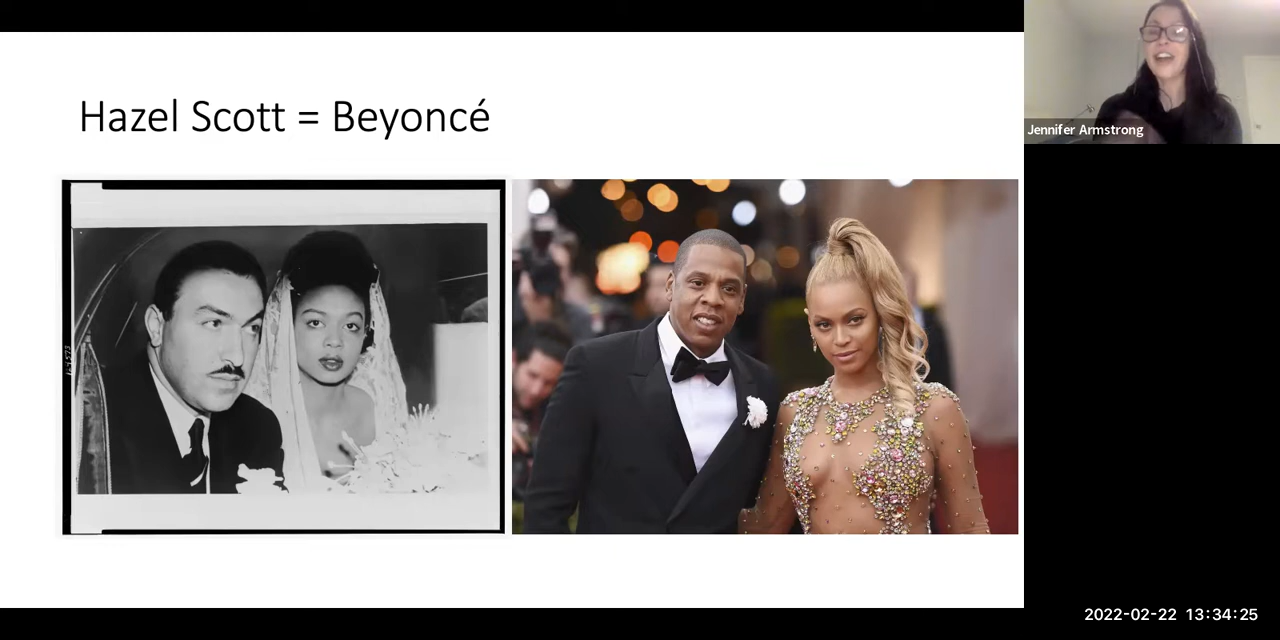 Hazel Scott = Beyoncé
Jennifer Armstrong
2022-02-22 13:34:25